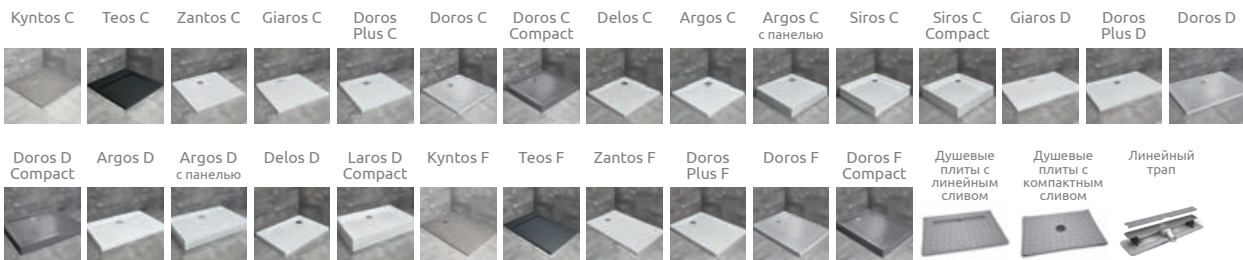 Kyntos C
Teos C
Zantos C
Giaros C
Doros
Plus C
Doros C
Doros C
Compact
Delos C
Argos C
Argos C
с панелью
Siros C
Siros C
Compact
Giaros D
Doros
Plus D
Doros D
Doros D
Compact
Argos D
Argos D
с панелью
Delos D
Laros D
Compact
Kyntos F
Teos F
Zantos F
Doros
Plus F
Doros F
Doros F
Compact
Душевые
плиты с
линейным
сливом
Душевые
плиты с
компактным
сливом
Линейный
трап